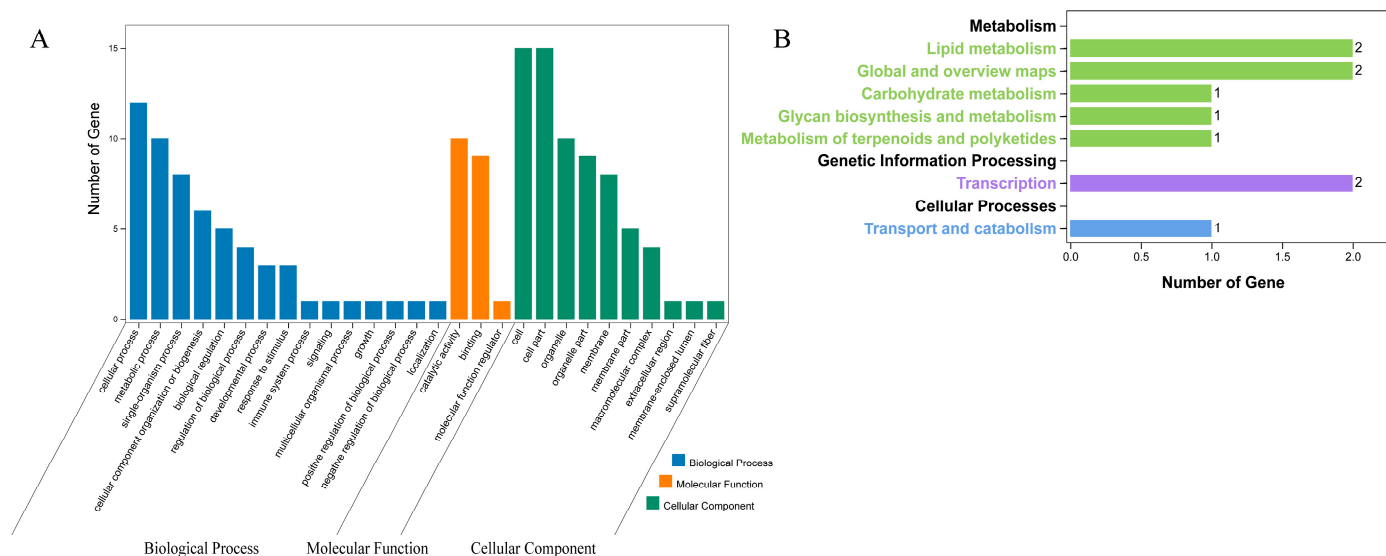 A
Number of Gene
15
10
5
0
cellular process
metabolic process
single-organism process
cellular component organization or biogenesis
biological regulation
regulation of biological process
developmental process
response to stimulus
immune system process
signaling
multicellular organismal process
growth
positive regulation of biological process
negative regulation of biological process
localization
catalytic activity
binding
molecular function regulator
cell
cell part
organelle
organelle part
membrane
membrane part
macromolecular complex
extracellular region
membrane-enclosed lumen
supramolecular fiber
Biological Process
Molecular Function
Cellular Component
Biological Process
Molecular Function
Cellular Component
B
Metabolism
Lipid metabolism
2
Global and overview maps
2
Carbohydrate metabolism
1
Glycan biosynthesis and metabolism
1
Metabolism of terpenoids and polyketides
1
Genetic Information Processing
Transcription
2
Cellular Processes
Transport and catabolism
1
0.0
0.5
1.0
1.5
2.0
Number of Gene